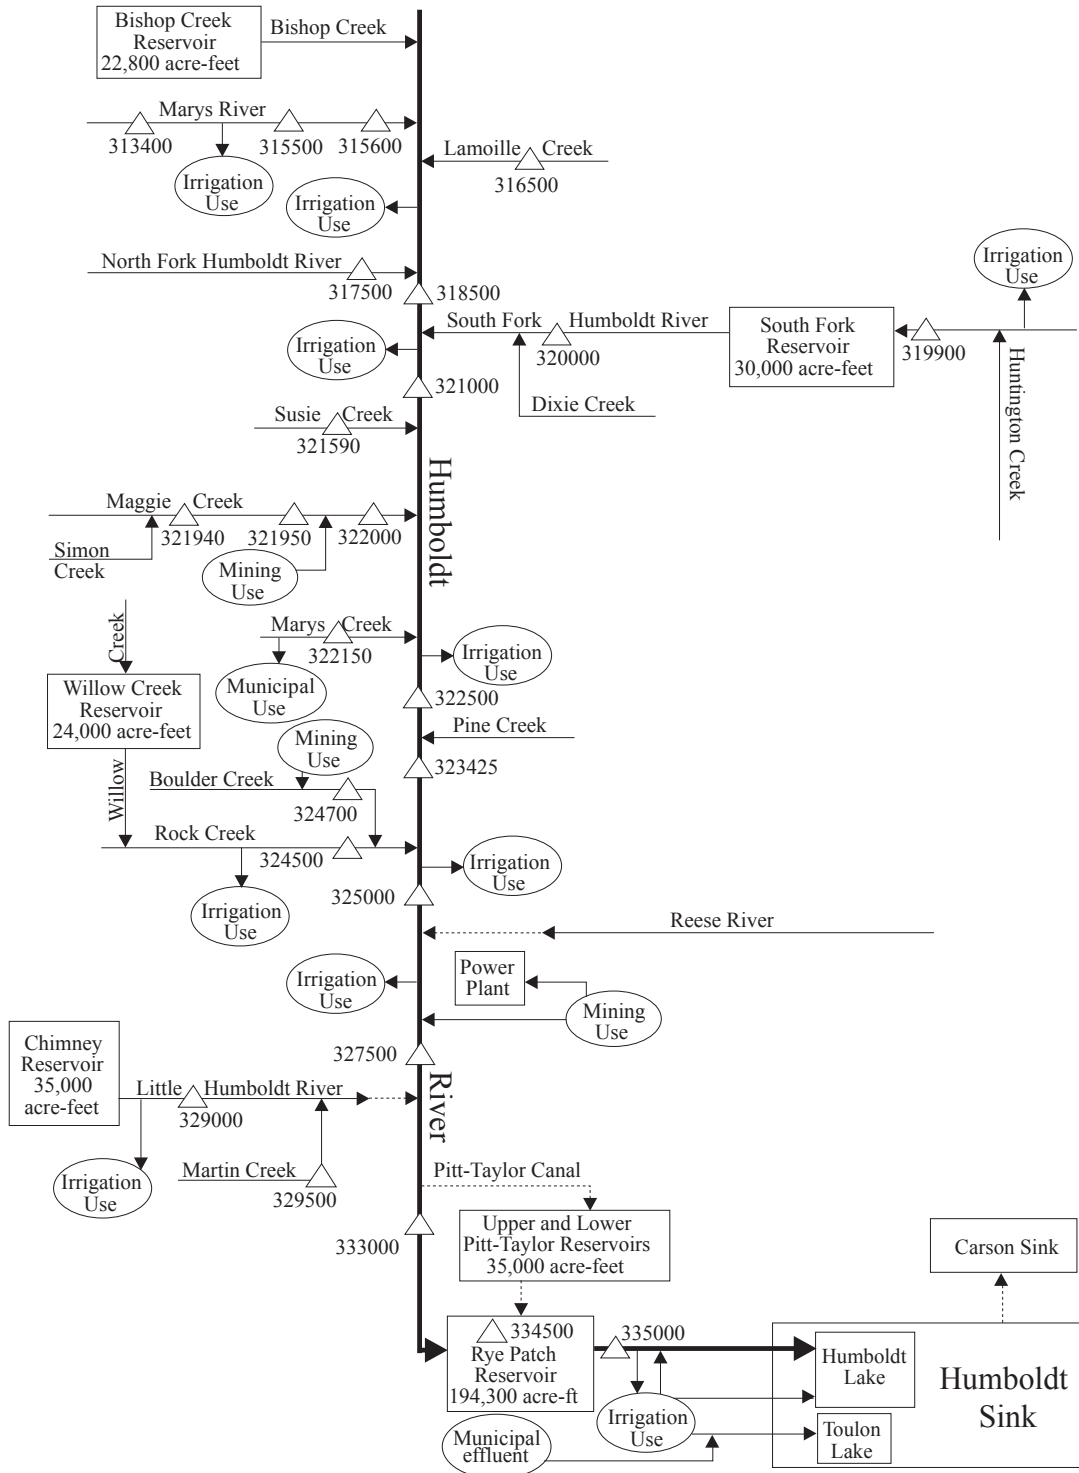 Bishop Creek
Reservoir
22,800 acre-feet
Bishop Creek
Marys River
313400
315500
315600
Irrigation
Use
Lamoille Creek
316500
Irrigation
Use
North Fork Humboldt River
317500
318500
Irrigation
Use
South Fork Humboldt River
320000
South Fork
Reservoir
30,000 acre-feet
319900
Irrigation
Use
Huntington Creek
321000
Dixie Creek
Susie Creek
321590
Humboldt
Maggie Creek
321940
321950
322000
Simon
Creek
Mining
Use
Creek
Marys Creek
322150
Irrigation
Use
Municipal
Use
Willow Creek
Reservoir
24,000 acre-feet
322500
Pine Creek
Mining
Use
323425
Willow
Boulder Creek
324700
Rock Creek
324500
Irrigation
Use
325000
Irrigation
Use
Reese River
Irrigation
Use
Power
Plant
Mining
Use
Chimney
Reservoir
35,000
acre-feet
327500
River
Little Humboldt River
329000
Irrigation
Use
Martin Creek
329500
Pitt-Taylor Canal
333000
Upper and Lower
Pitt-Taylor Reservoirs
35,000 acre-feet
Carson Sink
334500
Rye Patch
Reservoir
194,300 acre-ft
335000
Humboldt
Lake
Humboldt
Sink
Irrigation
Use
Toulon
Lake
Municipal
effluent